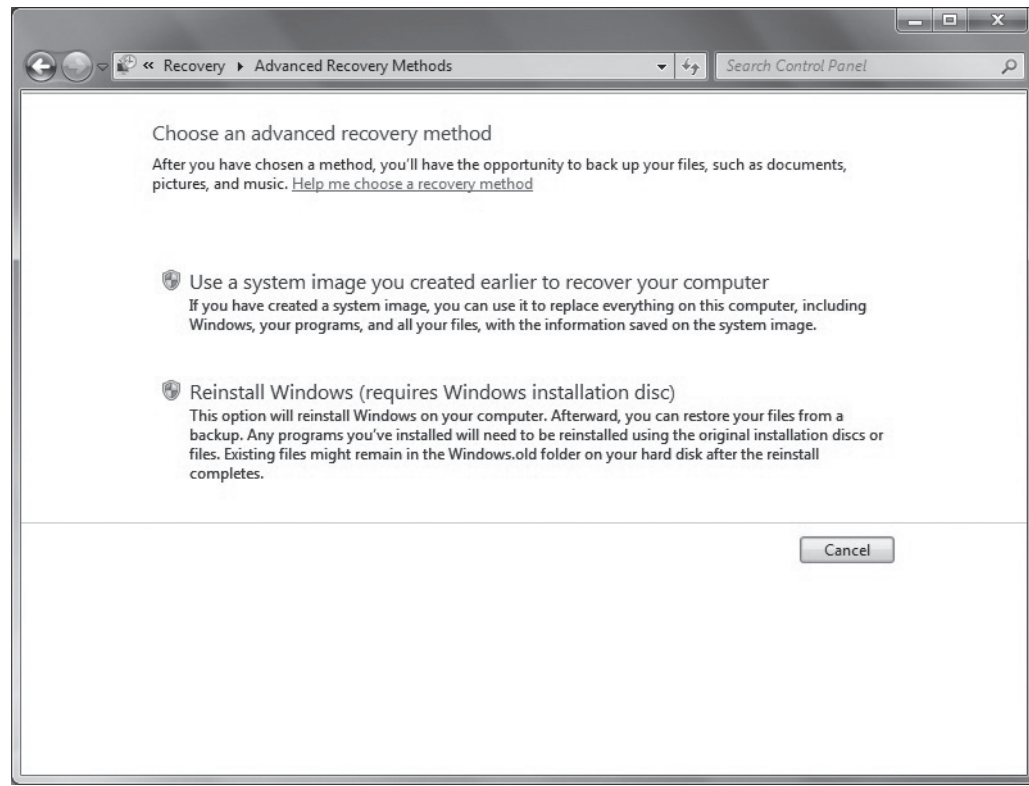 « Recovery ▸ Advanced Recovery Methods
Search Control Panel
Choose an advanced recovery method
After you have chosen a method, you'll have the opportunity to back up your files, such as documents,
pictures, and music. Help me choose a recovery method
Use a system image you created earlier to recover your computer
If you have created a system image, you can use it to replace everything on this computer, including
Windows, your programs, and all your files, with the information saved on the system image.
Reinstall Windows (requires Windows installation disc)
This option will reinstall Windows on your computer. Afterward, you can restore your files from a
backup. Any programs you've installed will need to be reinstalled using the original installation discs or
files. Existing files might remain in the Windows.old folder on your hard disk after the reinstall
completes.
Cancel